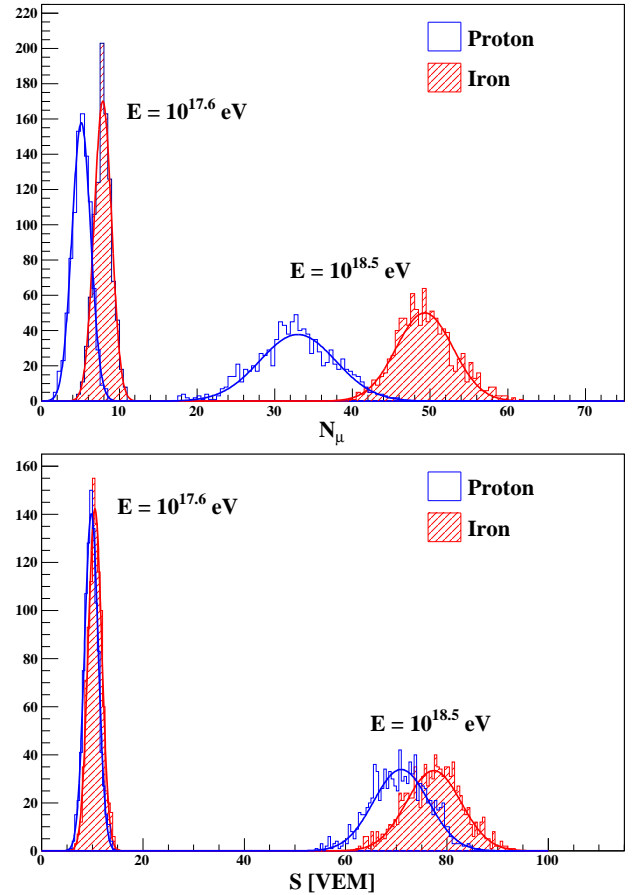 220
200
180
160
140
120
100
80
60
40
20
0
Proton
Iron
E = 10^17.6 eV
E = 10^18.5 eV
0 10 20 30 40 50 60 70
N_μ
160
140
120
100
80
60
40
20
0
Proton
Iron
E = 10^17.6 eV
E = 10^18.5 eV
0 20 40 60 80 100
S [VEM]